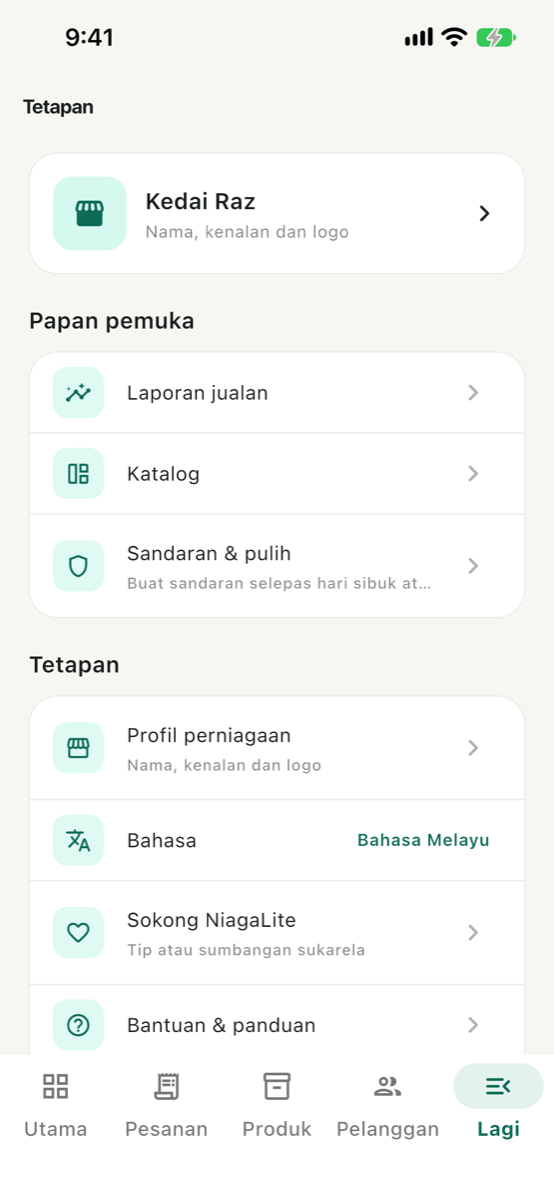 9:41
Tetapan
Kedai Raz
Nama, kenalan dan logo
Papan pemuka
Laporan jualan
Katalog
Sandaran & pulih
Buat sandaran selepas hari sibuk at...
Tetapan
Profil perniagaan
Nama, kenalan dan logo
Bahasa
Bahasa Melayu
Sokong NiagaLite
Tip atau sumbangan sukarela
Bantuan & panduan
Utama
Pesanan
Produk
Pelanggan
Lagi